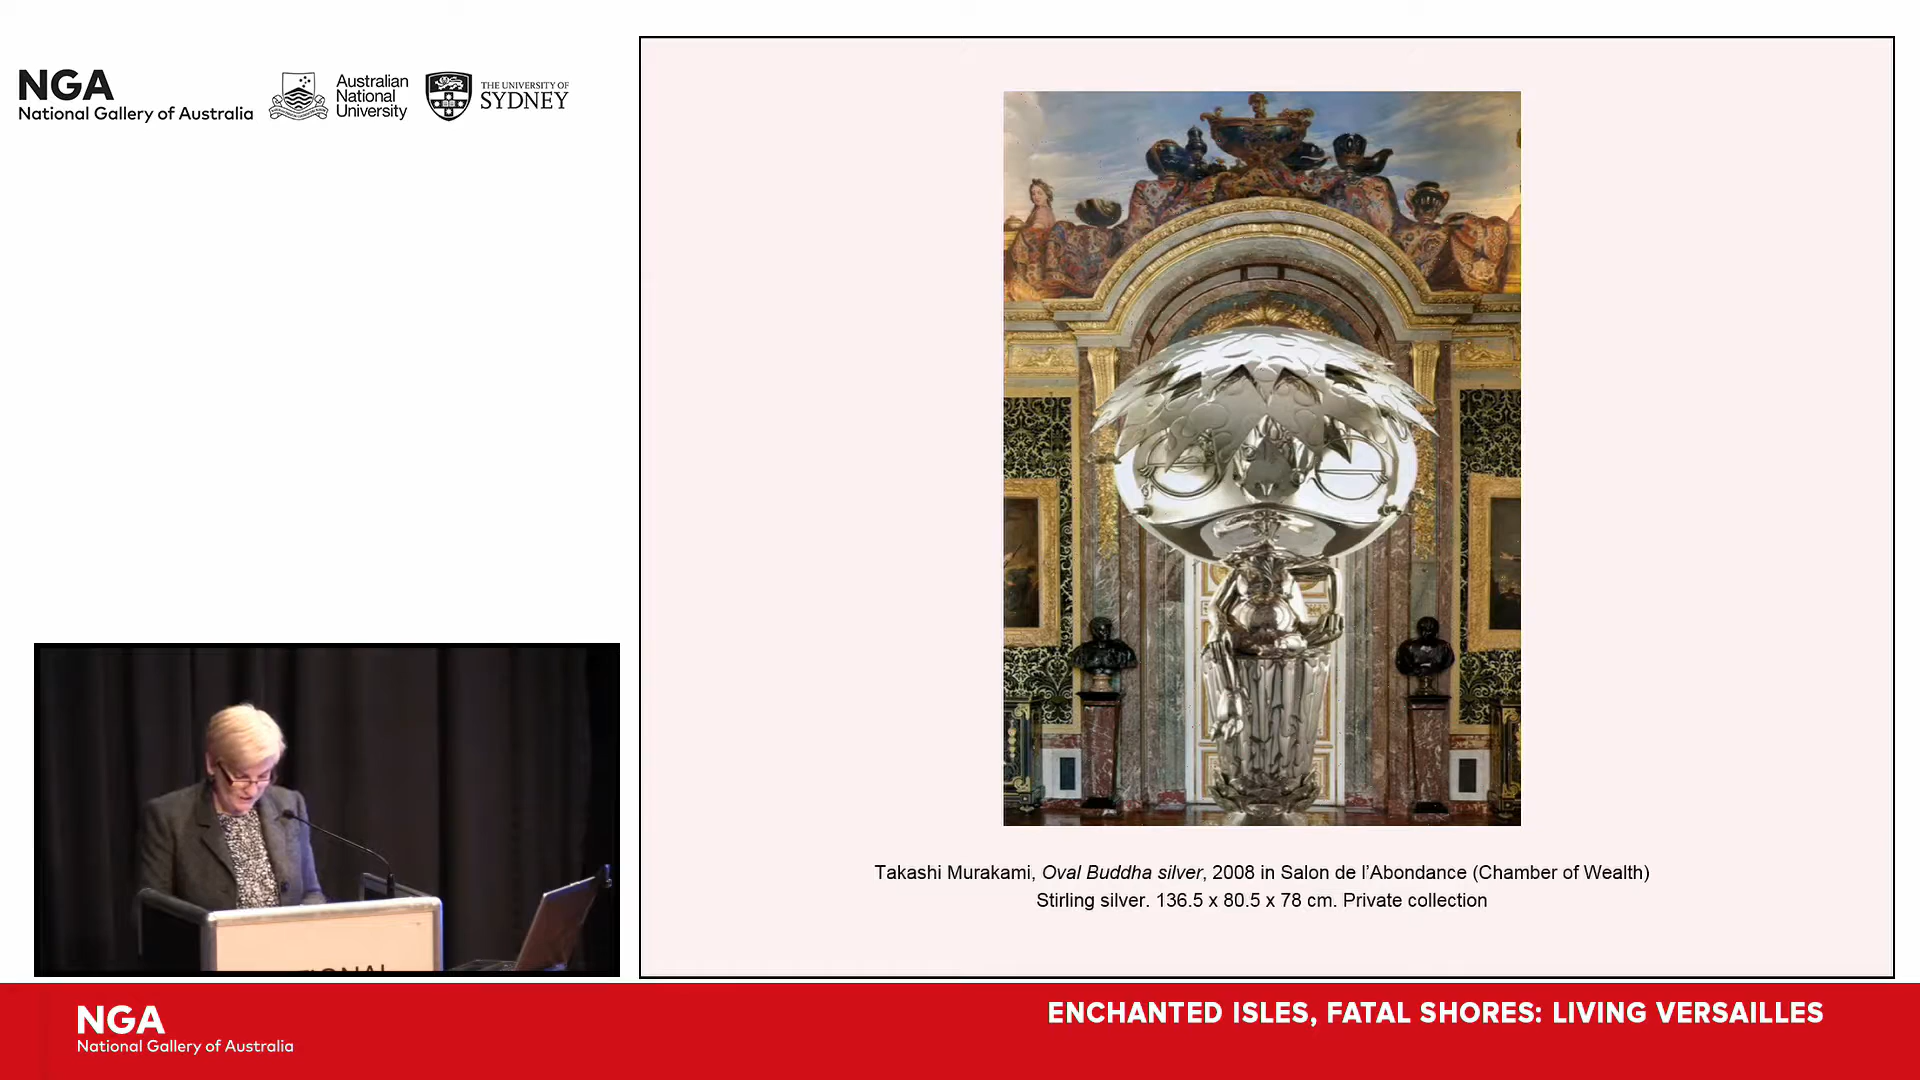 NGA
National Gallery of Australia
Australian
National
University
THE UNIVERSITY OF
SYDNEY
Takashi Murakami, Oval Buddha silver, 2008 in Salon de l’Abondance (Chamber of Wealth)
Stirling silver. 136.5 x 80.5 x 78 cm. Private collection
NGA
National Gallery of Australia
ENCHANTED ISLES, FATAL SHORES: LIVING VERSAILLES